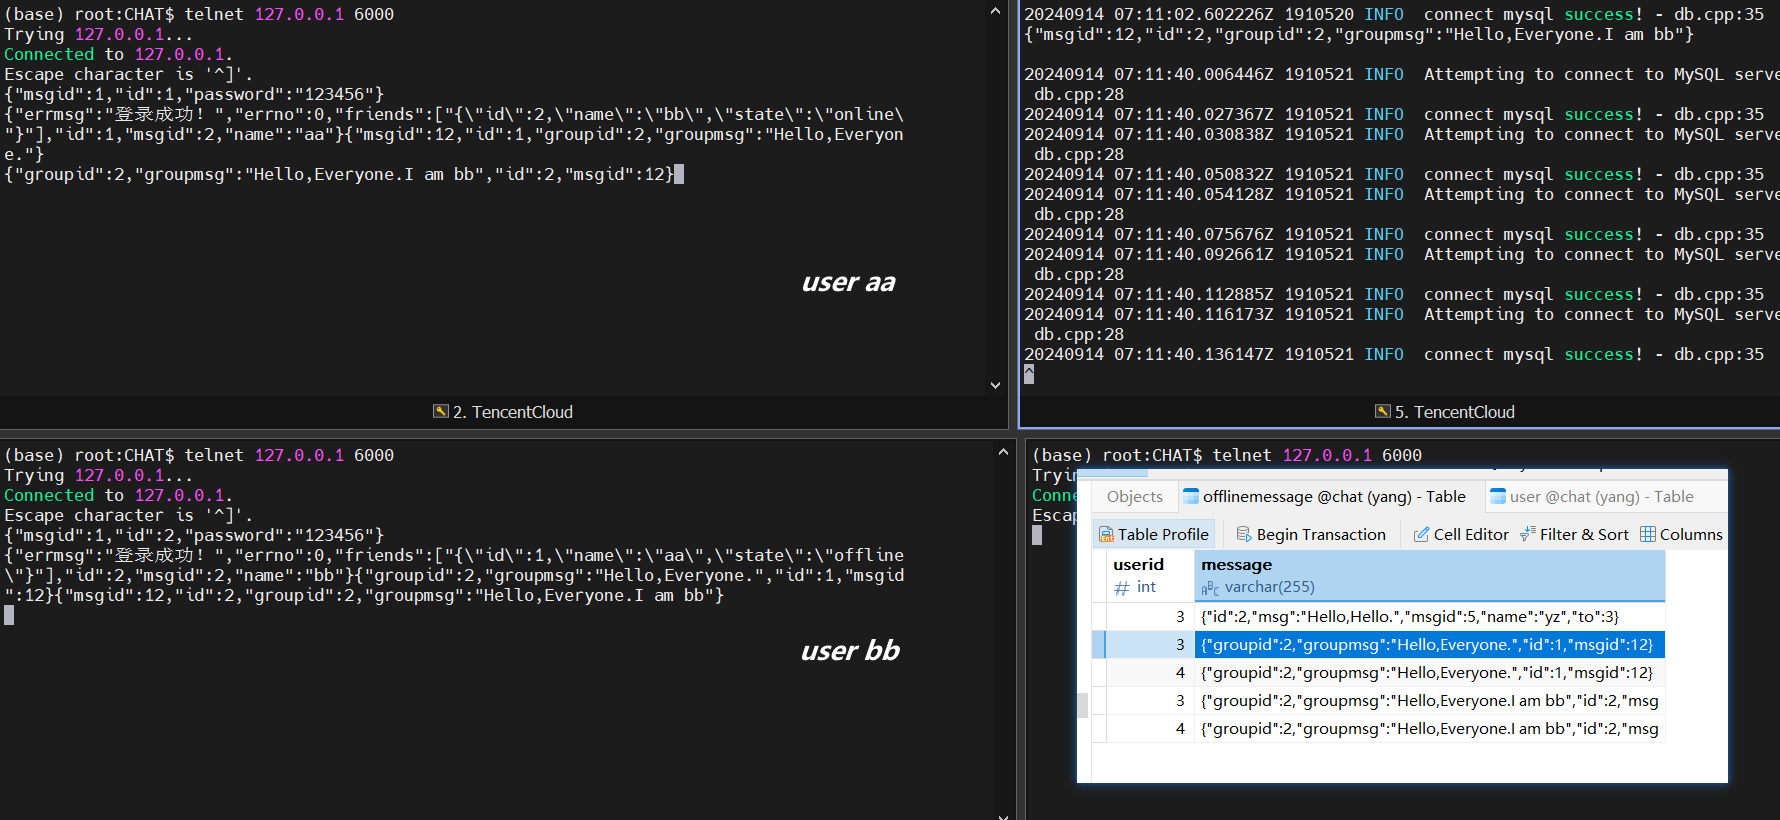 (base) root:CHAT$ telnet 127.0.0.1 6000
Trying 127.0.0.1...
Connected to 127.0.0.1.
Escape character is '^]'.
{"msgid":1,"id":1,"password":"123456"}
{"errmsg":"登录成功! ","errno":0,"friends":["{\"id\":2,\"name\":\"bb\",\"state\":\"online\
"}"],"id":1,"msgid":2,"name":"aa"}{"msgid":12,"id":1,"groupid":2,"groupmsg":"Hello,Everyon
e."}
{"groupid":2,"groupmsg":"Hello,Everyone.I am bb","id":2,"msgid":12}
user aa
2. TencentCloud
20240914 07:11:02.602226Z 1910520 INFO  connect mysql success! - db.cpp:35
{"msgid":12,"id":2,"groupid":2,"groupmsg":"Hello,Everyone.I am bb"}
20240914 07:11:40.006446Z 1910521 INFO  Attempting to connect to MySQL serve
db.cpp:28
20240914 07:11:40.027367Z 1910521 INFO  connect mysql success! - db.cpp:35
20240914 07:11:40.030838Z 1910521 INFO  Attempting to connect to MySQL serve
db.cpp:28
20240914 07:11:40.050832Z 1910521 INFO  connect mysql success! - db.cpp:35
20240914 07:11:40.054128Z 1910521 INFO  Attempting to connect to MySQL serve
db.cpp:28
20240914 07:11:40.075676Z 1910521 INFO  connect mysql success! - db.cpp:35
20240914 07:11:40.092661Z 1910521 INFO  Attempting to connect to MySQL serve
db.cpp:28
20240914 07:11:40.112885Z 1910521 INFO  connect mysql success! - db.cpp:35
20240914 07:11:40.116173Z 1910521 INFO  Attempting to connect to MySQL serve
db.cpp:28
20240914 07:11:40.136147Z 1910521 INFO  connect mysql success! - db.cpp:35
^
5. TencentCloud
(base) root:CHAT$ telnet 127.0.0.1 6000
Trying 127.0.0.1...
Connected to 127.0.0.1.
Escape character is '^]'.
{"msgid":1,"id":2,"password":"123456"}
{"errmsg":"登录成功! ","errno":0,"friends":["{\"id\":1,\"name\":\"aa\",\"state\":\"offline
\"}"],"id":2,"msgid":2,"name":"bb"}{"groupid":2,"groupmsg":"Hello,Everyone.","id":1,"msgid
":12}{"msgid":12,"id":2,"groupid":2,"groupmsg":"Hello,Everyone.I am bb"}
user bb
(base) root:CHAT$ telnet 127.0.0.1 6000
Tryin
Conne
Escap
Objects offlinemessage @chat (yang) - Table user @chat (yang) - Table
Table Profile Begin Transaction Cell Editor Filter & Sort Columns
userid message
# int ABC varchar(255)
3 {"id":2,"msg":"Hello,Hello.","msgid":5,"name":"yz","to":3}
3 {"groupid":2,"groupmsg":"Hello,Everyone.","id":1,"msgid":12}
4 {"groupid":2,"groupmsg":"Hello,Everyone.","id":1,"msgid":12}
3 {"groupid":2,"groupmsg":"Hello,Everyone.I am bb","id":2,"msg
4 {"groupid":2,"groupmsg":"Hello,Everyone.I am bb","id":2,"msg